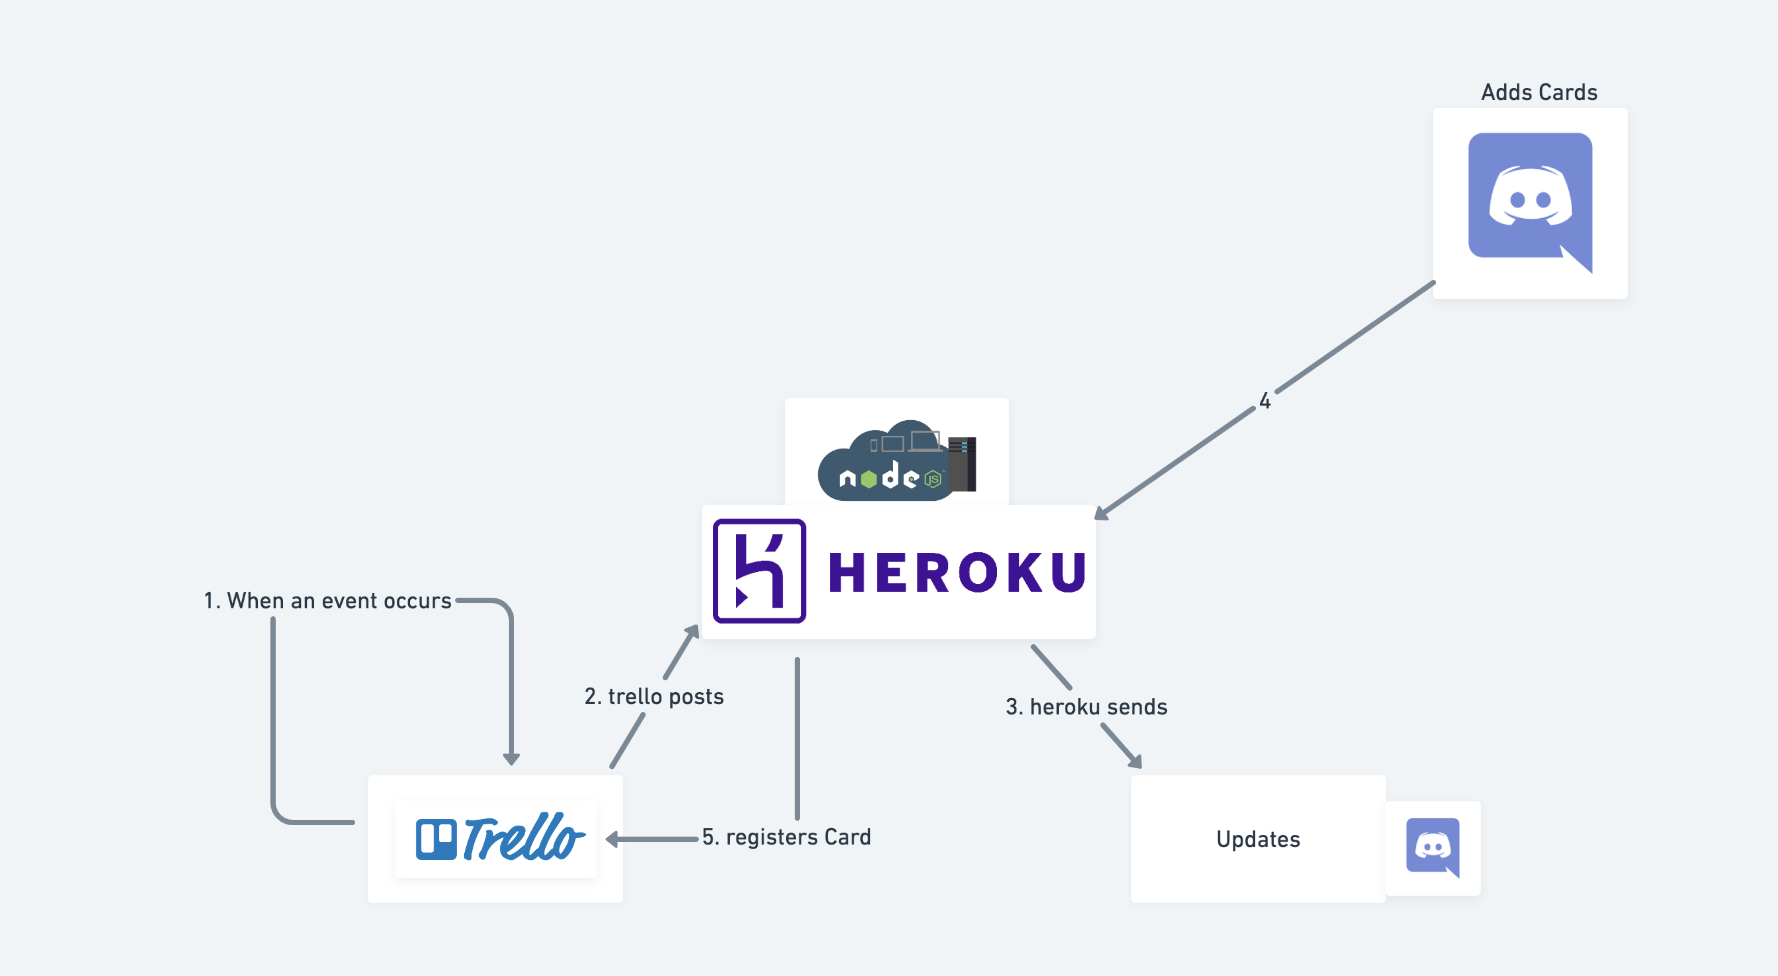 Adds Cards
4
node
JS
HEROKU
1. When an event occurs
2. trello posts
3. heroku sends
Trello
5. registers Card
Updates